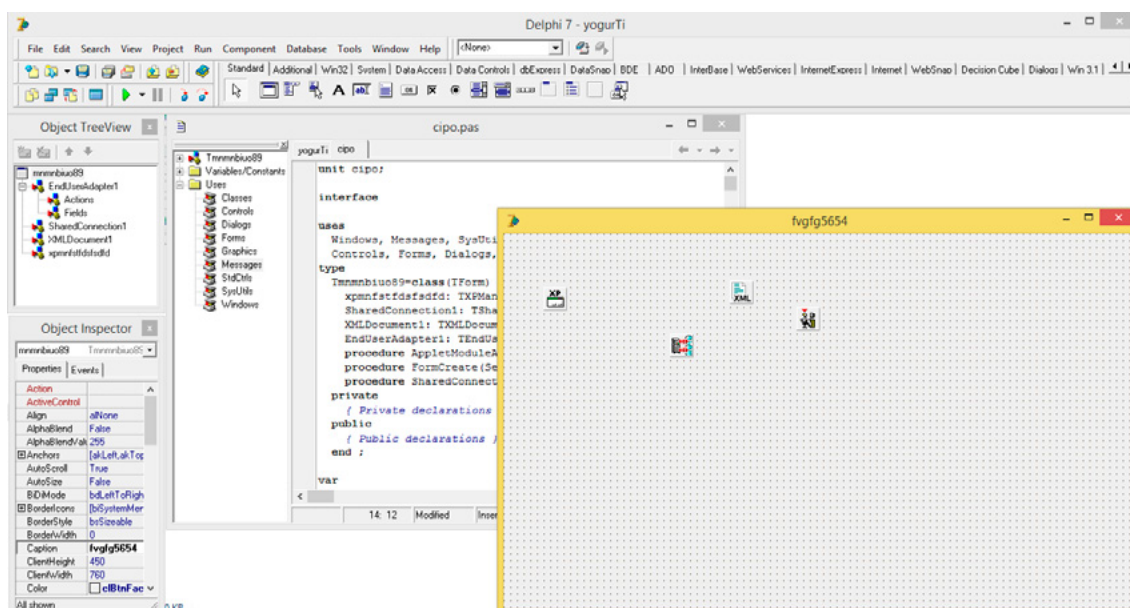 Delphi 7 - yogurTi
File Edit Search View Project Run Component Database Tools Window Help <None>
Standard Additional Win32 System Data Access Data Controls dbExpress DataSnap BDE ADO InterBase WebServices InternetExpress Internet WebSnap Decision Cube Dialogs Win 3.1
Object TreeView
mnmnbiuo89
EndUserAdapter1
Actions
Fields
SharedConnection1
XMLDocument1
xpmnfstfdsfsdfd
Object Inspector
mnmnbiuo89
Properties Events
Action
ActiveControl
Align alNone
AlphaBlend False
AlphaBlendVal 255
Anchors [akLeft,akTop
AutoScroll True
AutoSize False
BiDiMode bdLeftToRigh
BorderIcons [biSystemMer
BorderStyle bsSizeable
BorderWidth 0
Caption fvgfg5654
ClientHeight 450
ClientWidth 760
Color clBtnFac
All shown
cipo.pas
Tmnmnbiuo89
Variables/Constants
Uses
Classes
Controls
Dialogs
Forms
Graphics
Messages
StdCtrls
SysUtils
Windows
yogurTi cipo
unit cipo;
interface
uses
Windows, Messages, SysUti
Controls, Forms, Dialogs,
type
Tmnmnbiuo89=class(TForm)
xpmnfstfdsfsdfd: TXPMan
SharedConnection1: TSha
XMLDocument1: TXMLDocum
EndUserAdapter1: TEndUs
procedure AppletModuleA
procedure FormCreate(Se
procedure SharedConnect
private
{ Private declarations
public
{ Public declarations }
end ;
var
14: 12 Modified Inser
fvgfg5654
XP
XML